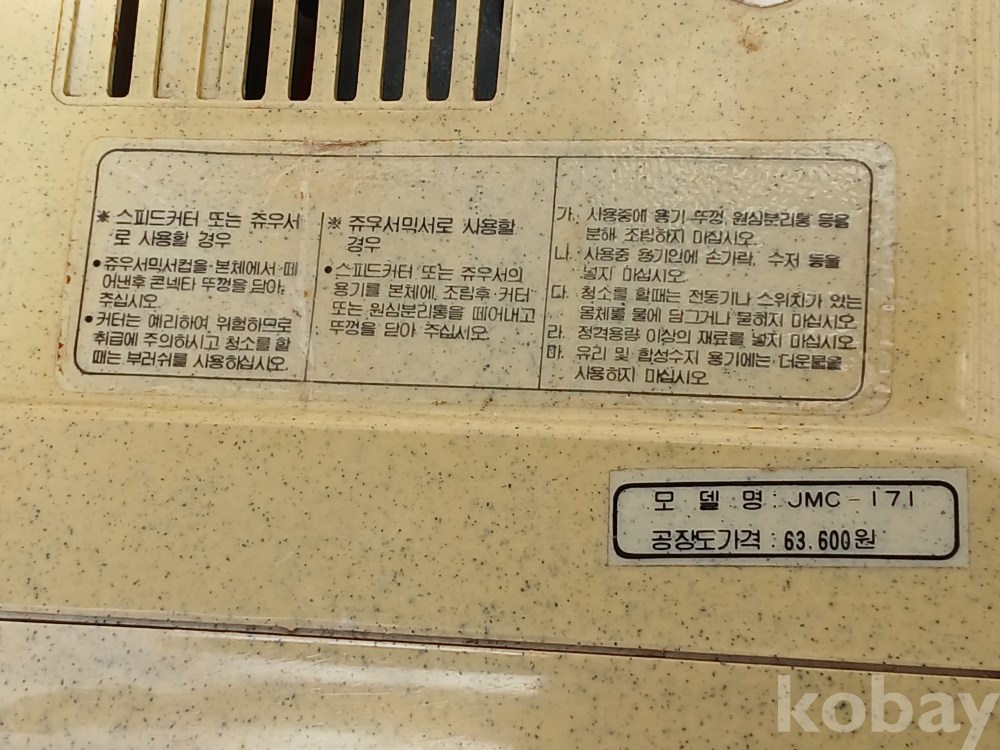 ※ 스피드커터 또는 쥬우서
로 사용할 경우
● 쥬우서믹서컵을 본체에서 떼
어낸후 콘넥타 뚜껑을 닫아
주십시오.
● 커터는 예리하여, 위험하므로
취급에 주의하시고 청소를 할
때는 부러쉬를 사용하십시오.
※ 쥬우서믹서로 사용할
경우
● 스피드커터 또는 쥬우서의
용기를 본체에, 조립후 커터
또는 원심분리통을 떼어내고
뚜껑을 닫아 주십시오.
가. 사용중에 용기 뚜껑, 원심분리통 등을
분해, 조립하지 마십시오.
나. 사용중 용기안에 손가락, 수저 등을
넣지 마십시오.
다. 청소를 할때는 전동기나 스위치가 있는
몸체를 물에 담그거나 묻히지 마십시오.
라. 정격용량 이상의 재료를 넣지 마십시오.
마. 유리 및 합성수지 용기에는 더운물을
사용하지 마십시오
모 델 명 : JMC - 171
공장도가격 : 63.600원
kobay